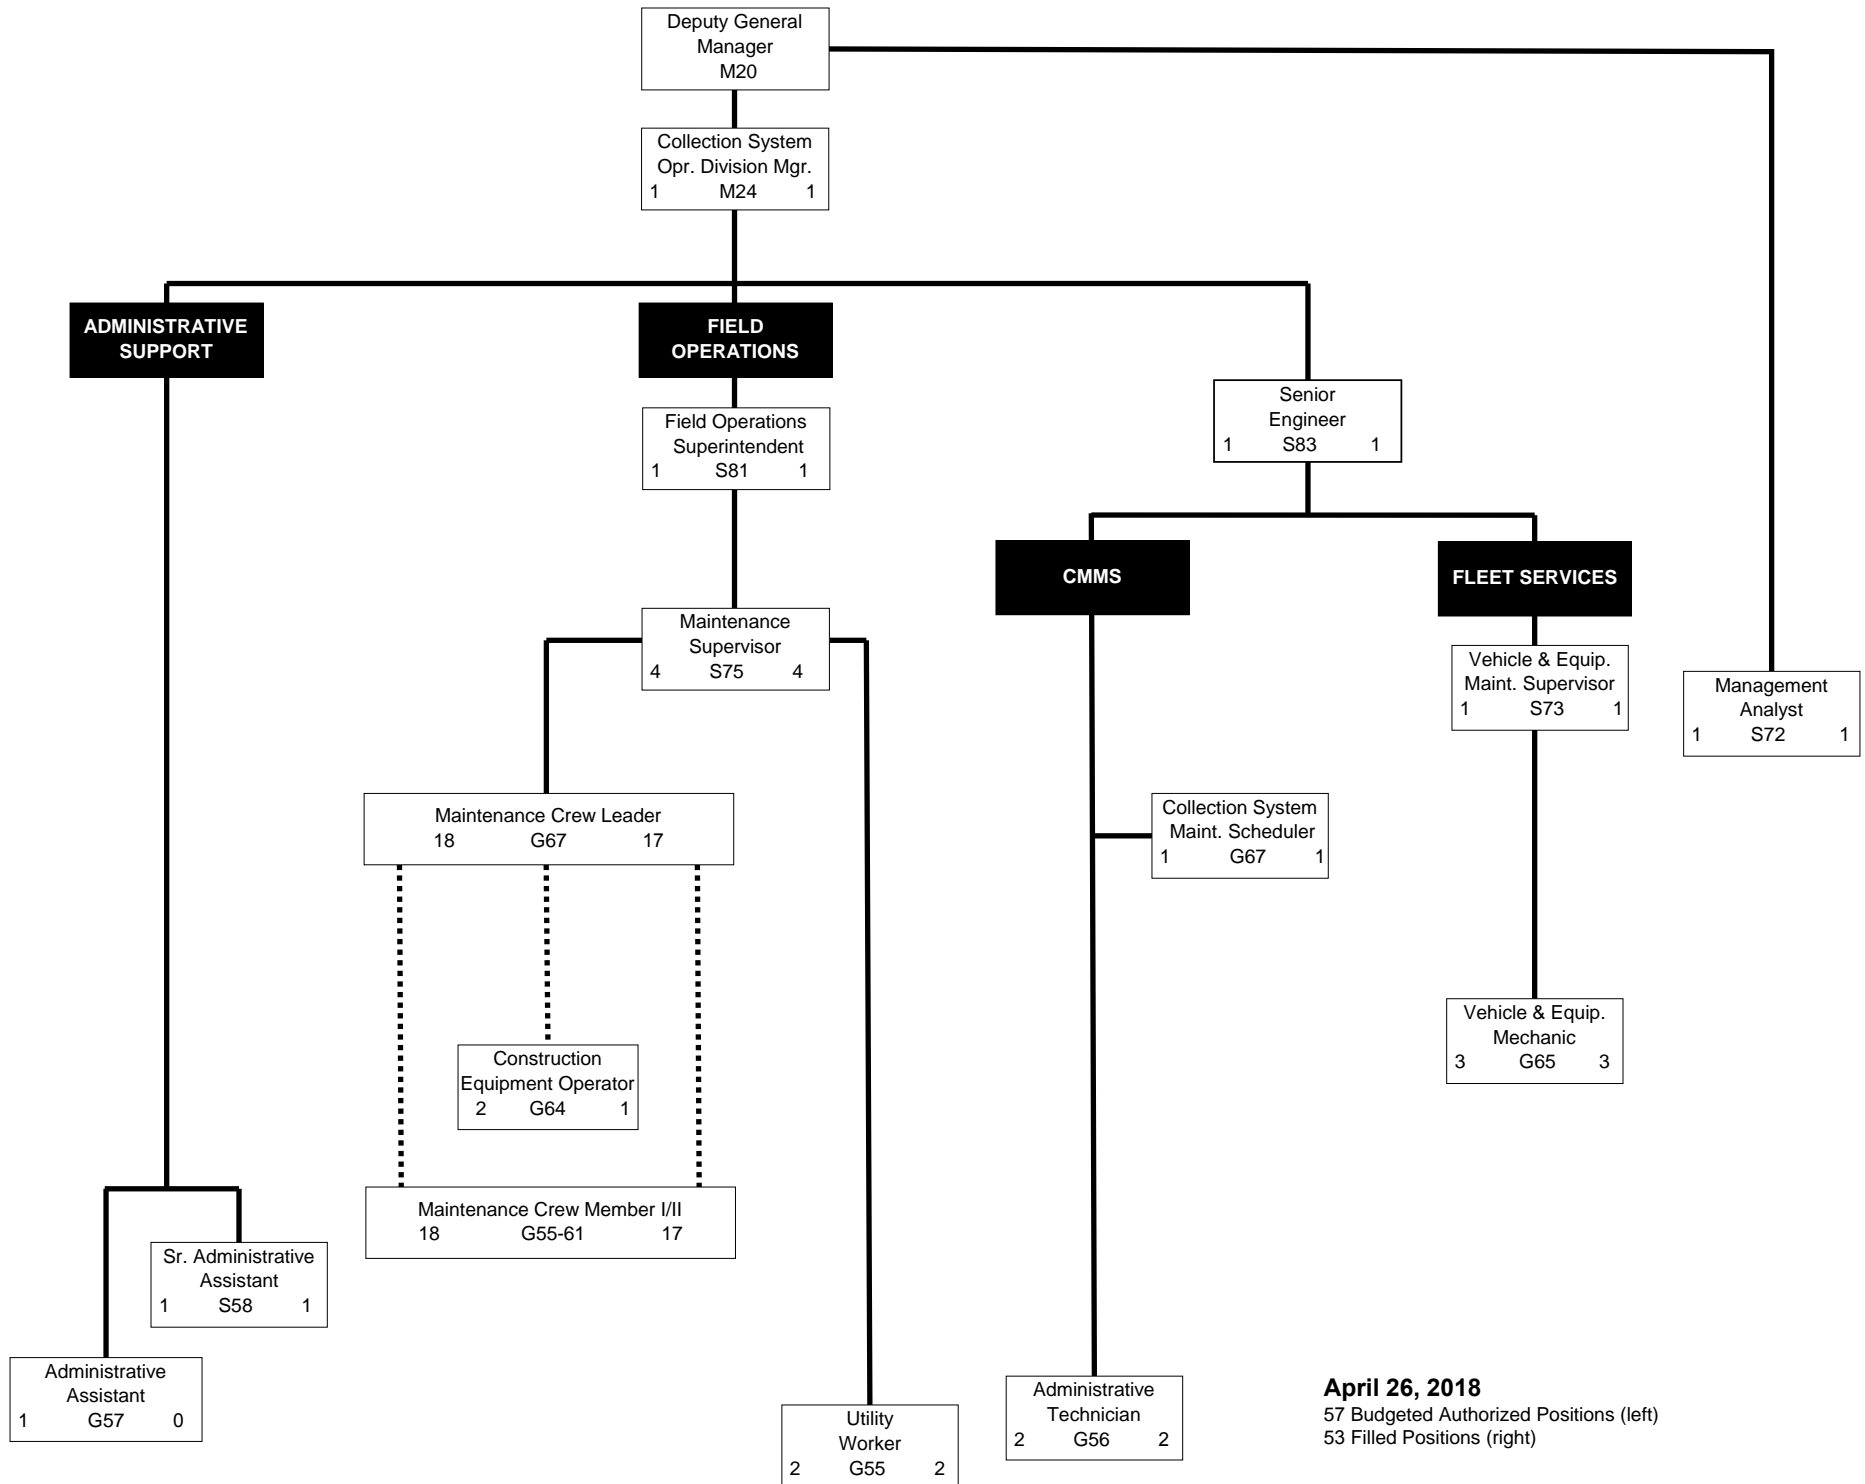 Deputy General
Manager
M20
Collection System
Opr. Division Mgr.
1 M24 1
ADMINISTRATIVE
SUPPORT
FIELD
OPERATIONS
Senior
Engineer
1 S83 1
Field Operations
Superintendent
1 S81 1
CMMS
FLEET SERVICES
Maintenance
Supervisor
4 S75 4
Vehicle & Equip.
Maint. Supervisor
1 S73 1
Management
Analyst
1 S72 1
Maintenance Crew Leader
18 G67 17
Collection System
Maint. Scheduler
1 G67 1
Vehicle & Equip.
Mechanic
3 G65 3
Construction
Equipment Operator
2 G64 1
Maintenance Crew Member I/II
18 G55-61 17
Sr. Administrative
Assistant
1 S58 1
Administrative
Assistant
1 G57 0
Utility
Worker
2 G55 2
Administrative
Technician
2 G56 2
April 26, 2018
57 Budgeted Authorized Positions (left)
53 Filled Positions (right)